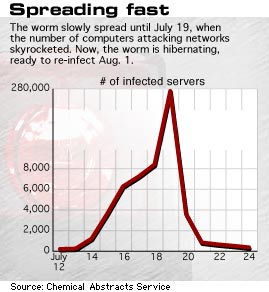 Spreading fast
The worm slowly spread until July 19, when
the number of computers attacking networks
skyrocketed. Now, the worm is hibernating,
ready to re-infect Aug. 1.
# of infected servers
280,000
8,000
6,000
4,000
2,000
0
July 14 16 18 20 22 24
12
Source: Chemical Abstracts Service